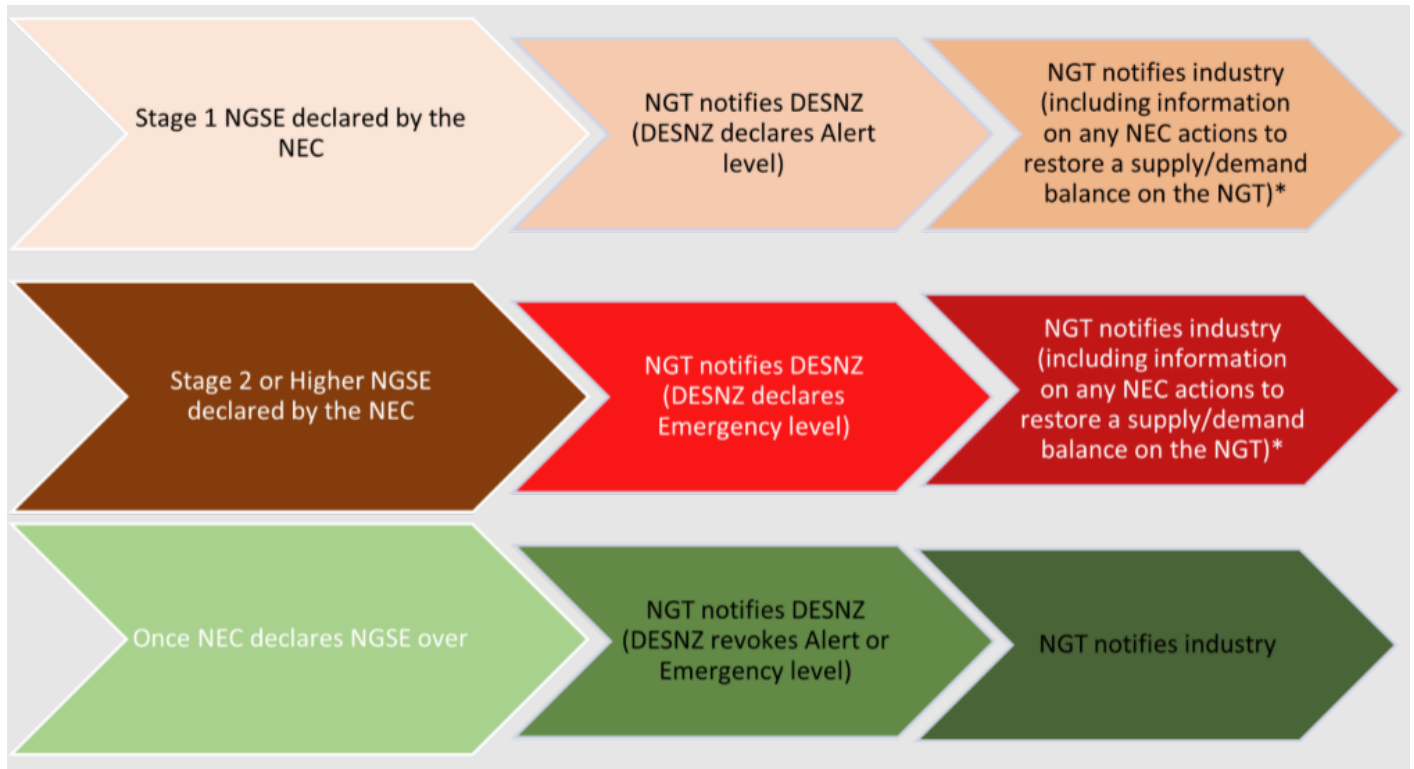 Stage 1 NGSE declared by the
NEC
NGT notifies DESNZ
(DESNZ declares Alert
level)
NGT notifies industry
(including information
on any NEC actions to
restore a supply/demand
balance on the NGT)*
Stage 2 or Higher NGSE
declared by the NEC
NGT notifies DESNZ
(DESNZ declares
Emergency level)
NGT notifies industry
(including information
on any NEC actions to
restore a supply/demand
balance on the NGT)*
Once NEC declares NGSE over
NGT notifies DESNZ
(DESNZ revokes Alert or
Emergency level)
NGT notifies industry